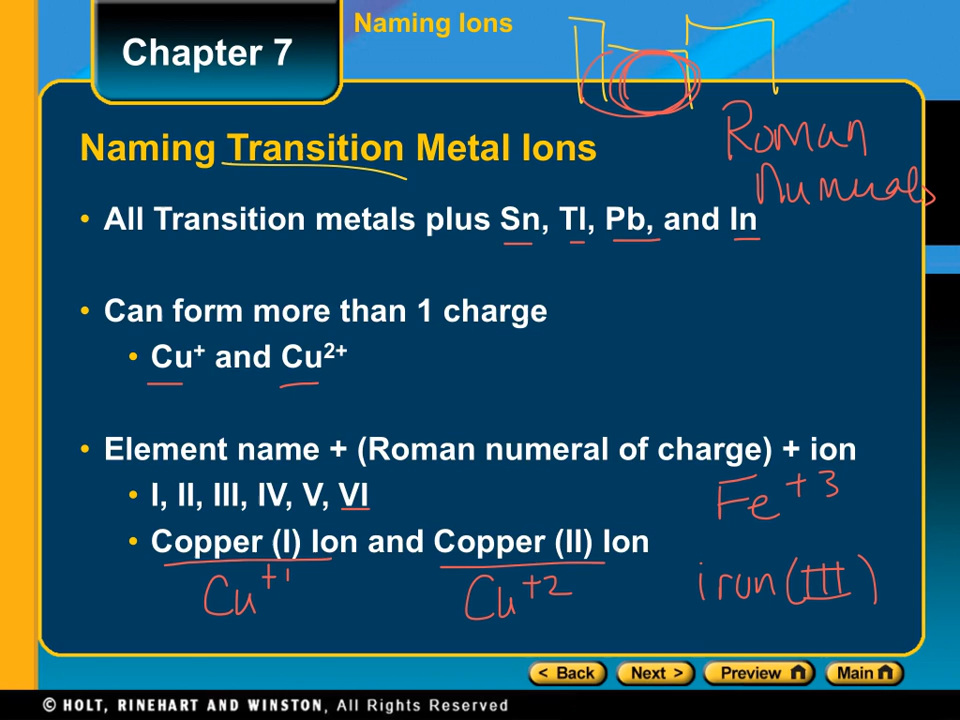 Naming Ions
Chapter 7
Roman
Numerals
Naming Transition Metal Ions
• All Transition metals plus Sn, Tl, Pb, and In
• Can form more than 1 charge
• Cu⁺ and Cu²⁺
• Element name + (Roman numeral of charge) + ion
• I, II, III, IV, V, VI
Fe⁺³
• Copper (I) Ion and Copper (II) Ion
Cu⁺¹
Cu⁺²
iron (III)
< Back
Next >
Preview
Main
© HOLT, RINEHART AND WINSTON, All Rights Reserved